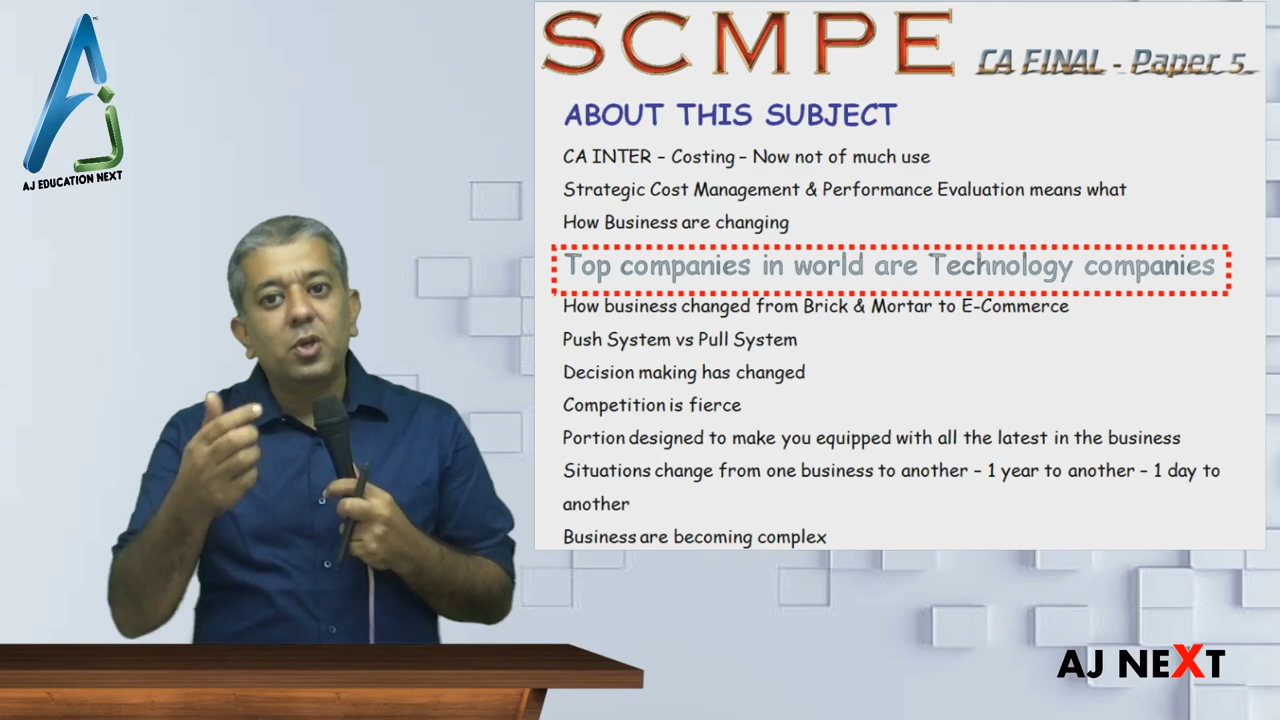 AJ EDUCATION NEXT
SCMPE
CA FINAL - Paper 5
ABOUT THIS SUBJECT
CA INTER – Costing – Now not of much use
Strategic Cost Management & Performance Evaluation means what
How Business are changing
Top companies in world are Technology companies
How business changed from Brick & Mortar to E-Commerce
Push System vs Pull System
Decision making has changed
Competition is fierce
Portion designed to make you equipped with all the latest in the business
Situations change from one business to another – 1 year to another – 1 day to
another
Business are becoming complex
AJ NEXT